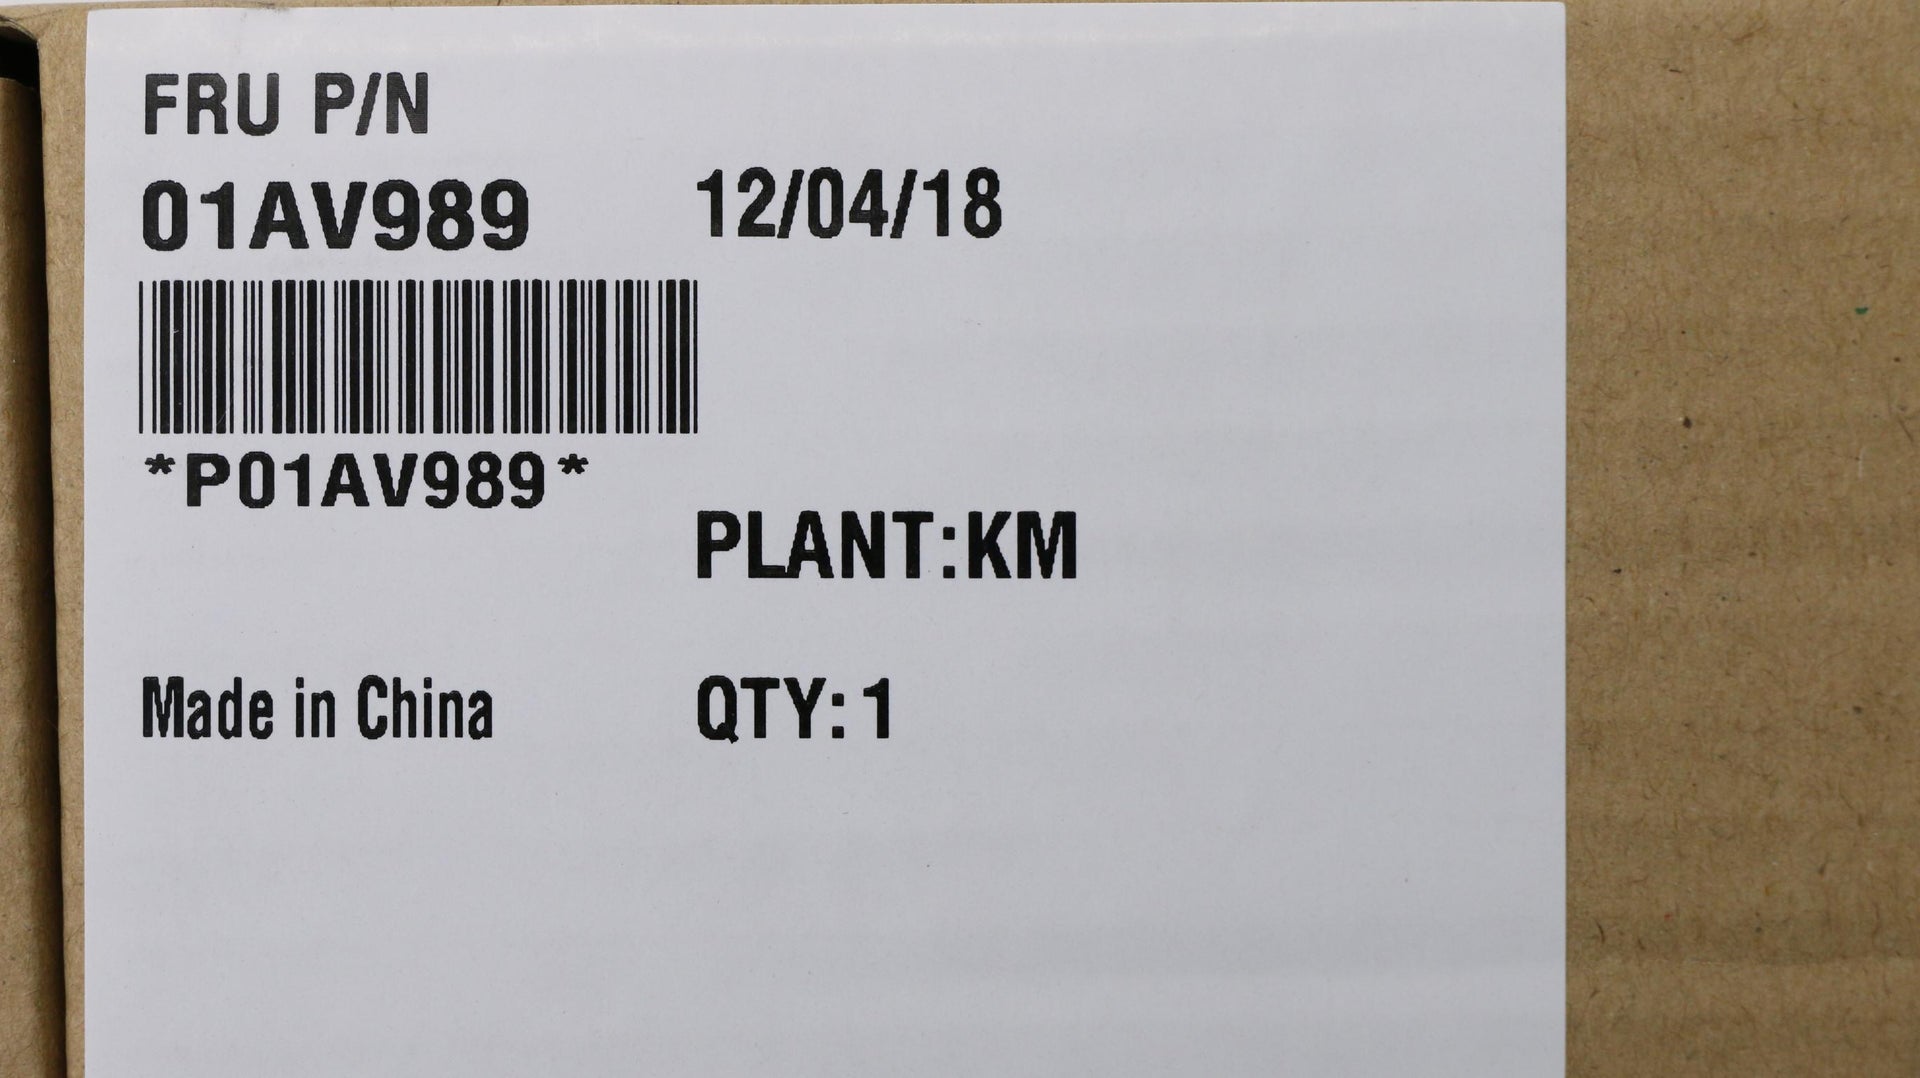 FRU P/N
01AV989 12/04/18
*P01AV989*
PLANT:KM
Made in China QTY: 1